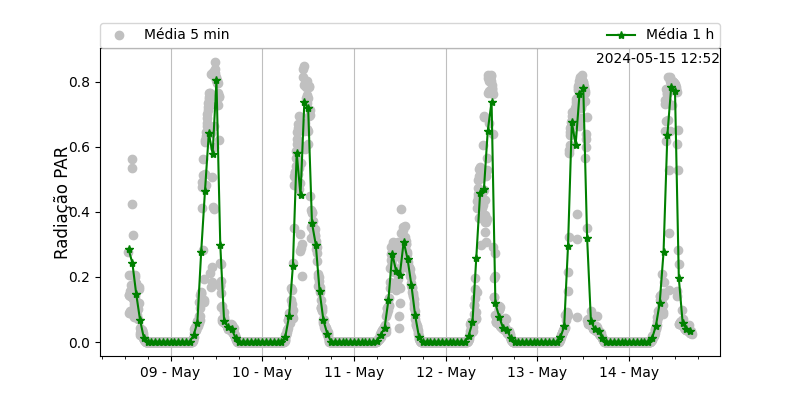 Média 5 min
Média 1 h
2024-05-15 12:52
Radiação PAR
0.8
0.6
0.4
0.2
0.0
09 - May
10 - May
11 - May
12 - May
13 - May
14 - May